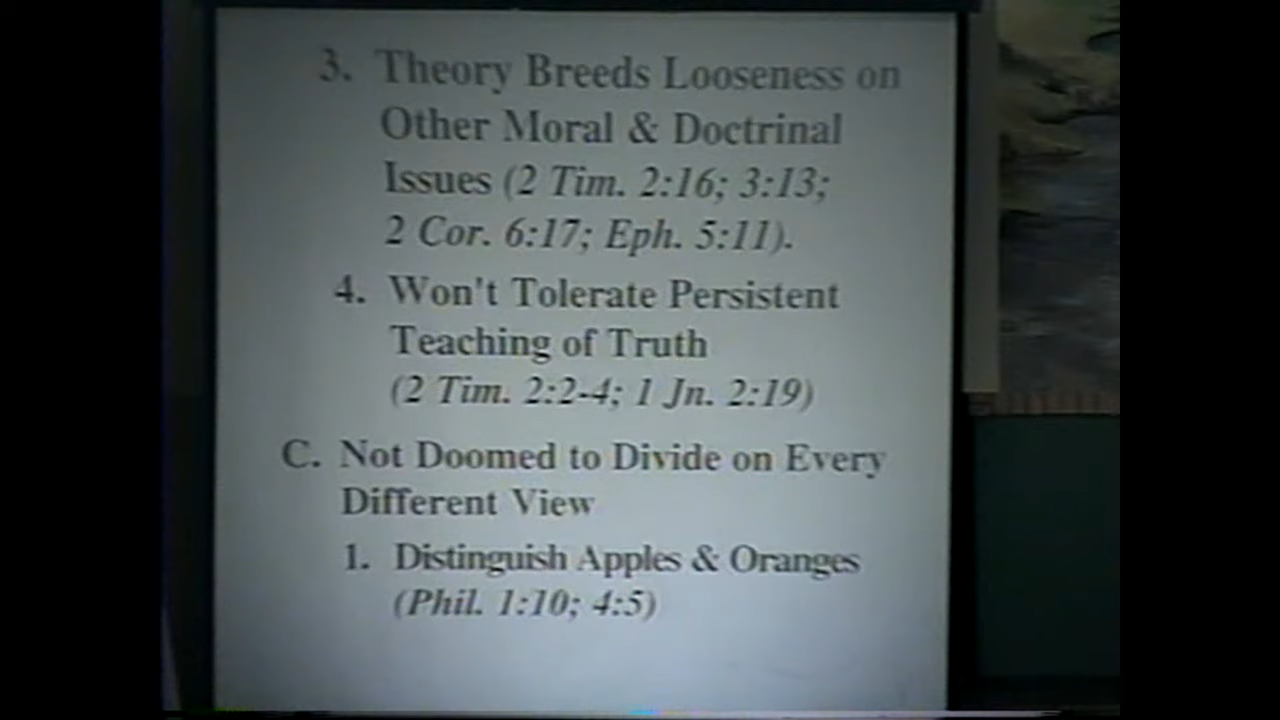 3. Theory Breeds Looseness on
Other Moral & Doctrinal
Issues (2 Tim. 2:16; 3:13;
2 Cor. 6:17; Eph. 5:11).
4. Won't Tolerate Persistent
Teaching of Truth
(2 Tim. 2:2-4; 1 Jn. 2:19)
C. Not Doomed to Divide on Every
Different View
1. Distinguish Apples & Oranges
(Phil. 1:10; 4:5)